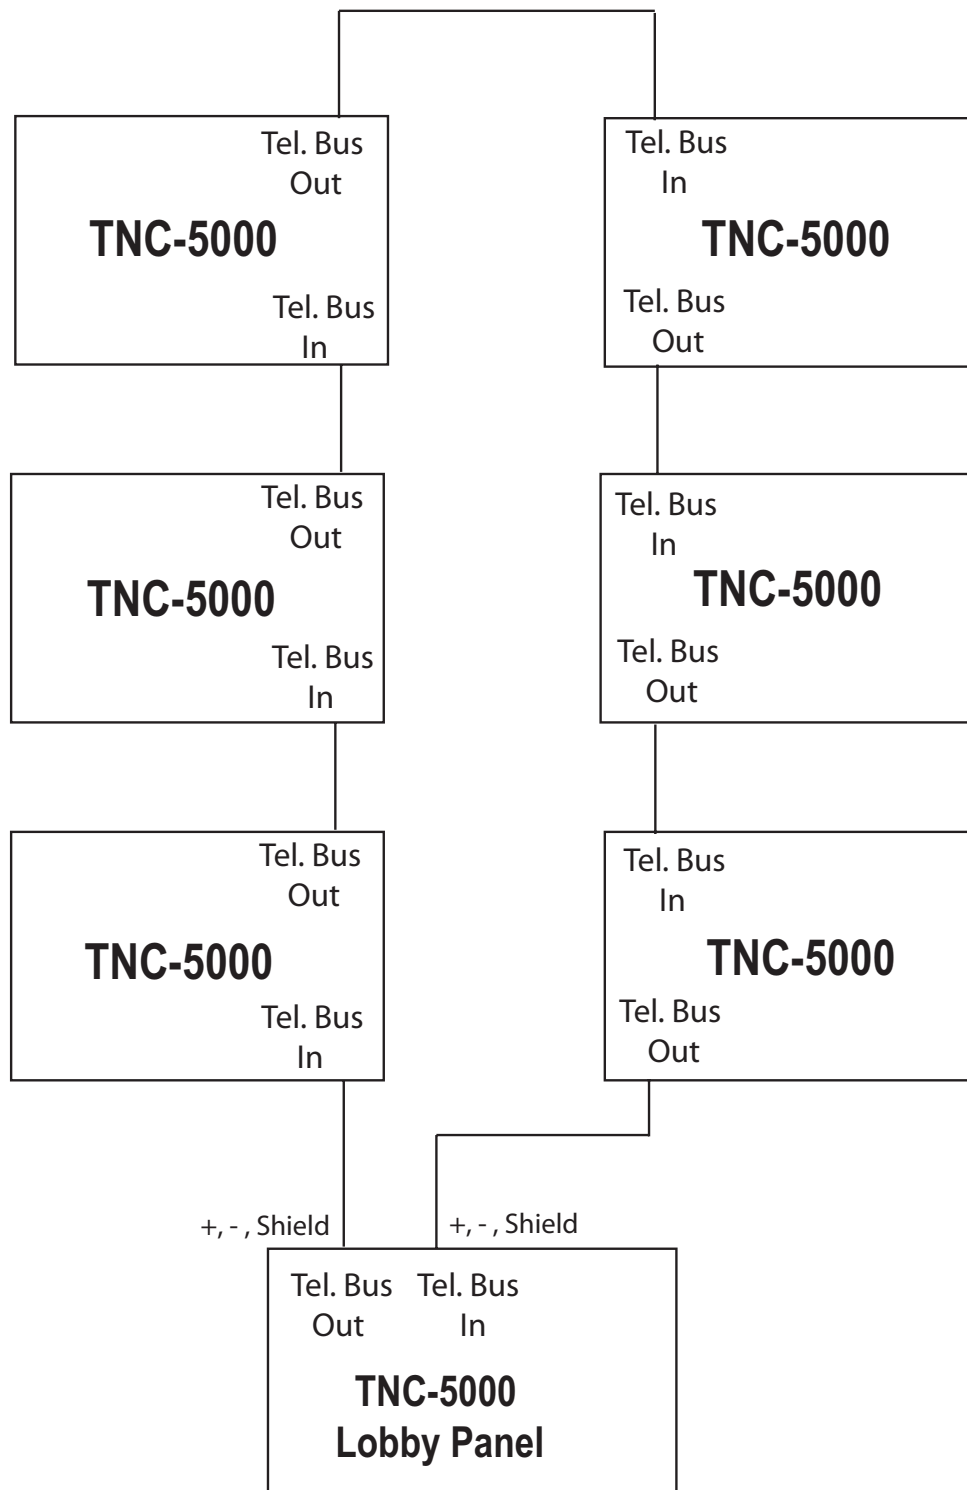 Tel. Bus
Out
TNC-5000
Tel. Bus
In
Tel. Bus
In
TNC-5000
Tel. Bus
Out
Tel. Bus
Out
TNC-5000
Tel. Bus
In
Tel. Bus
In
TNC-5000
Tel. Bus
Out
Tel. Bus
Out
TNC-5000
Tel. Bus
In
Tel. Bus
In
TNC-5000
Tel. Bus
Out
+, - , Shield
+, - , Shield
Tel. Bus
Out
Tel. Bus
In
TNC-5000
Lobby Panel